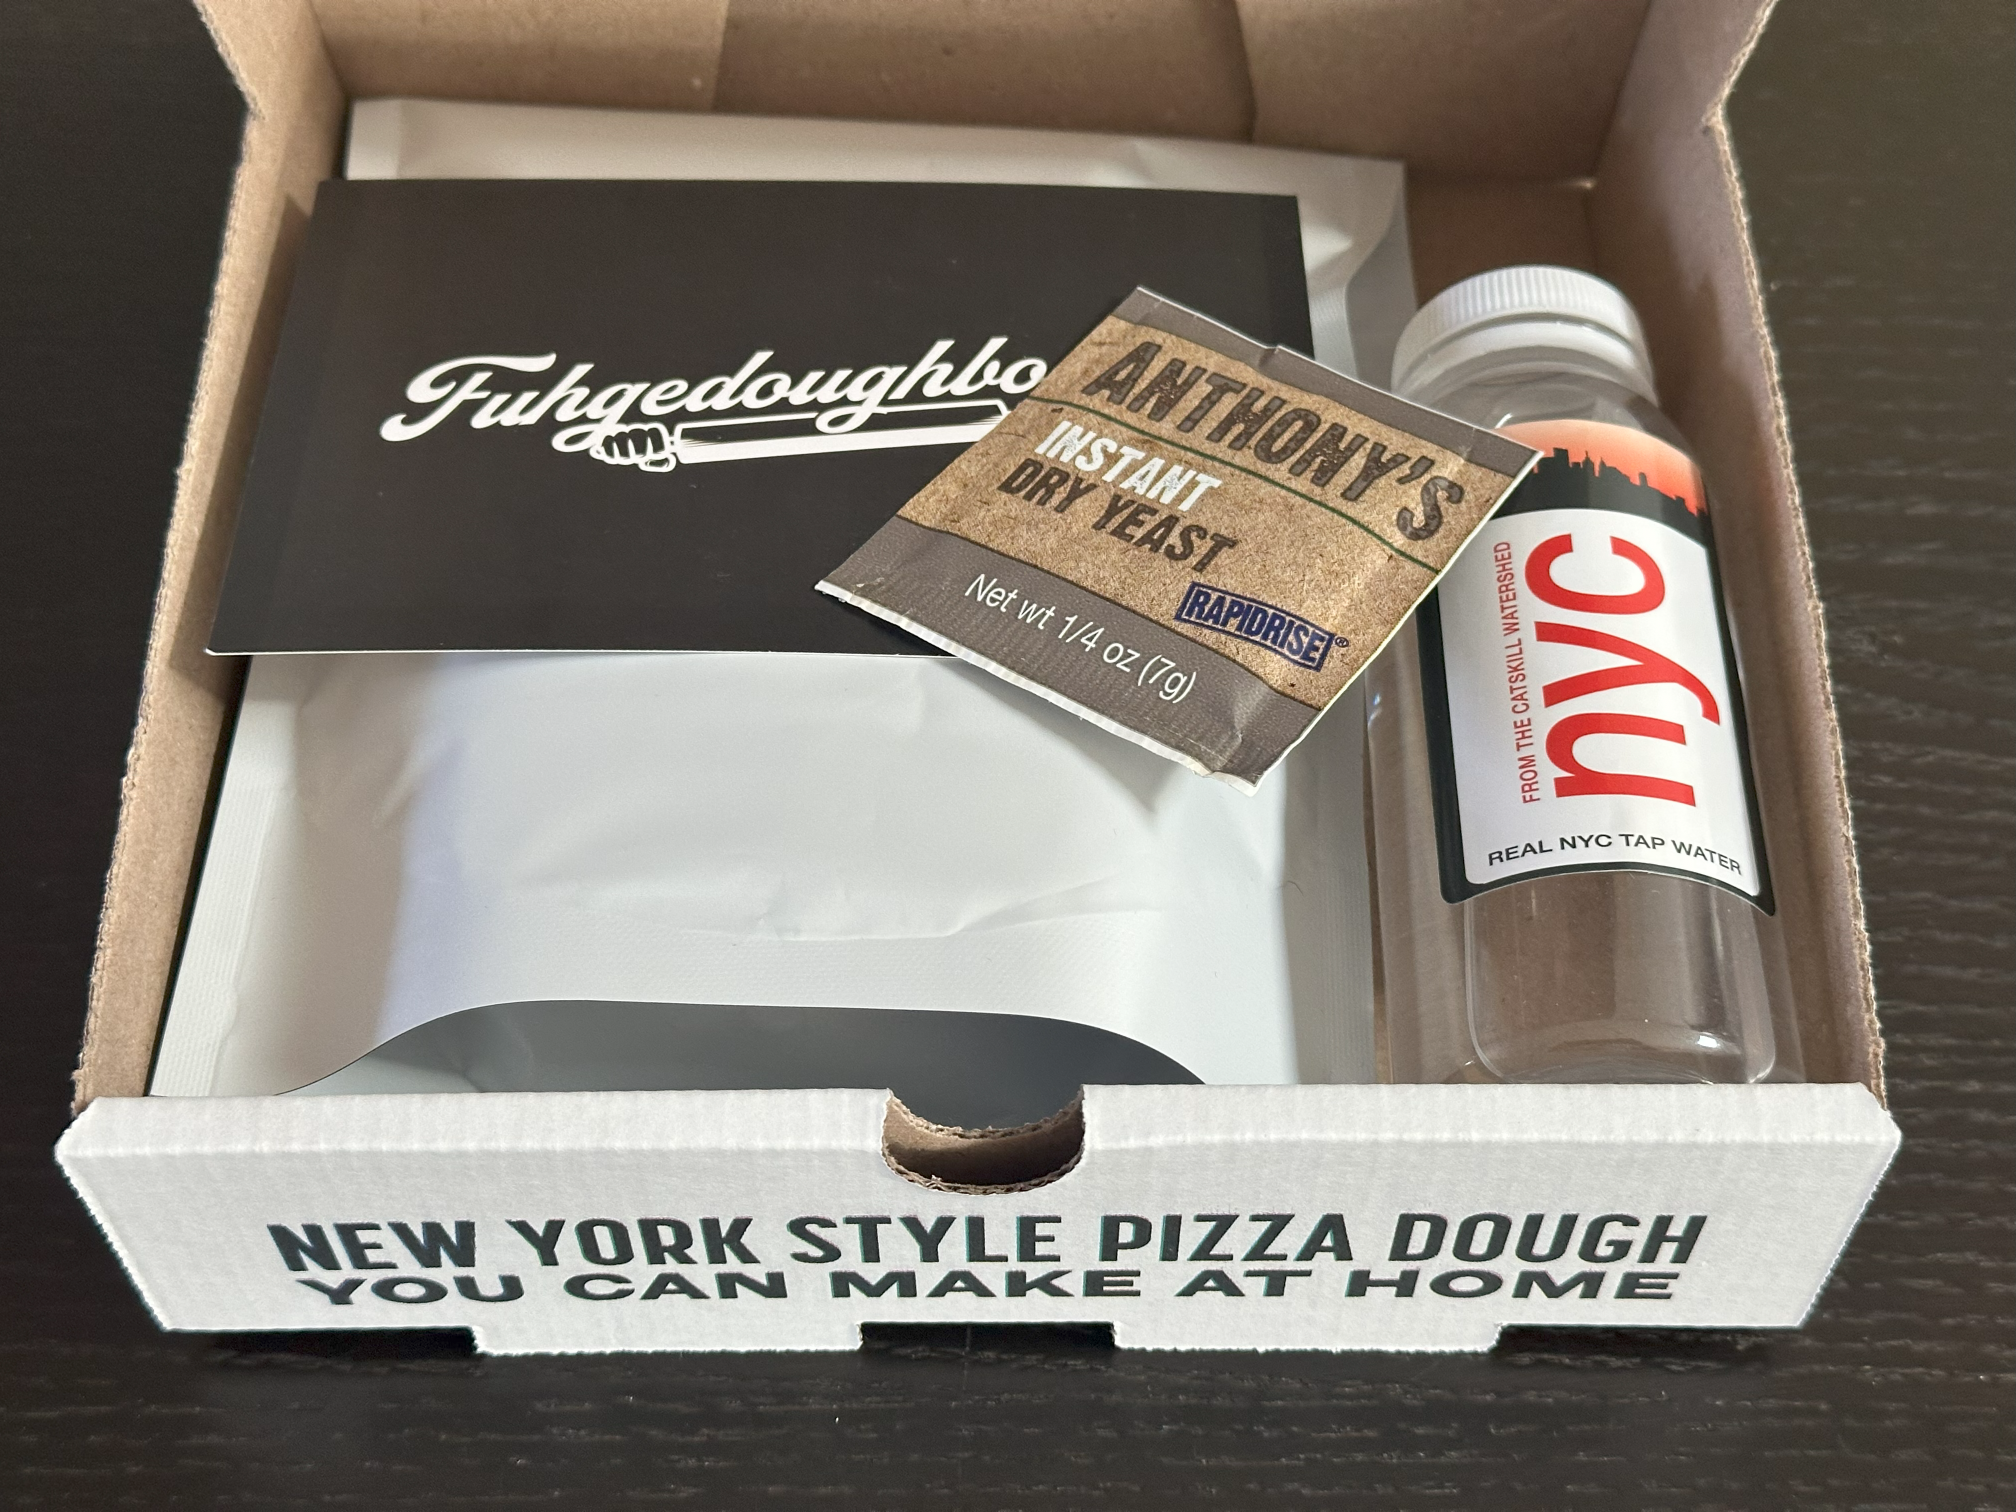 Fuhgedoughbo
ANTHONY'S
INSTANT
DRY YEAST
RAPIDRISE®
Net wt 1/4 oz (7g)
FROM THE CATSKILL WATERSHED
nyc
REAL NYC TAP WATER
NEW YORK STYLE PIZZA DOUGH
YOU CAN MAKE AT HOME